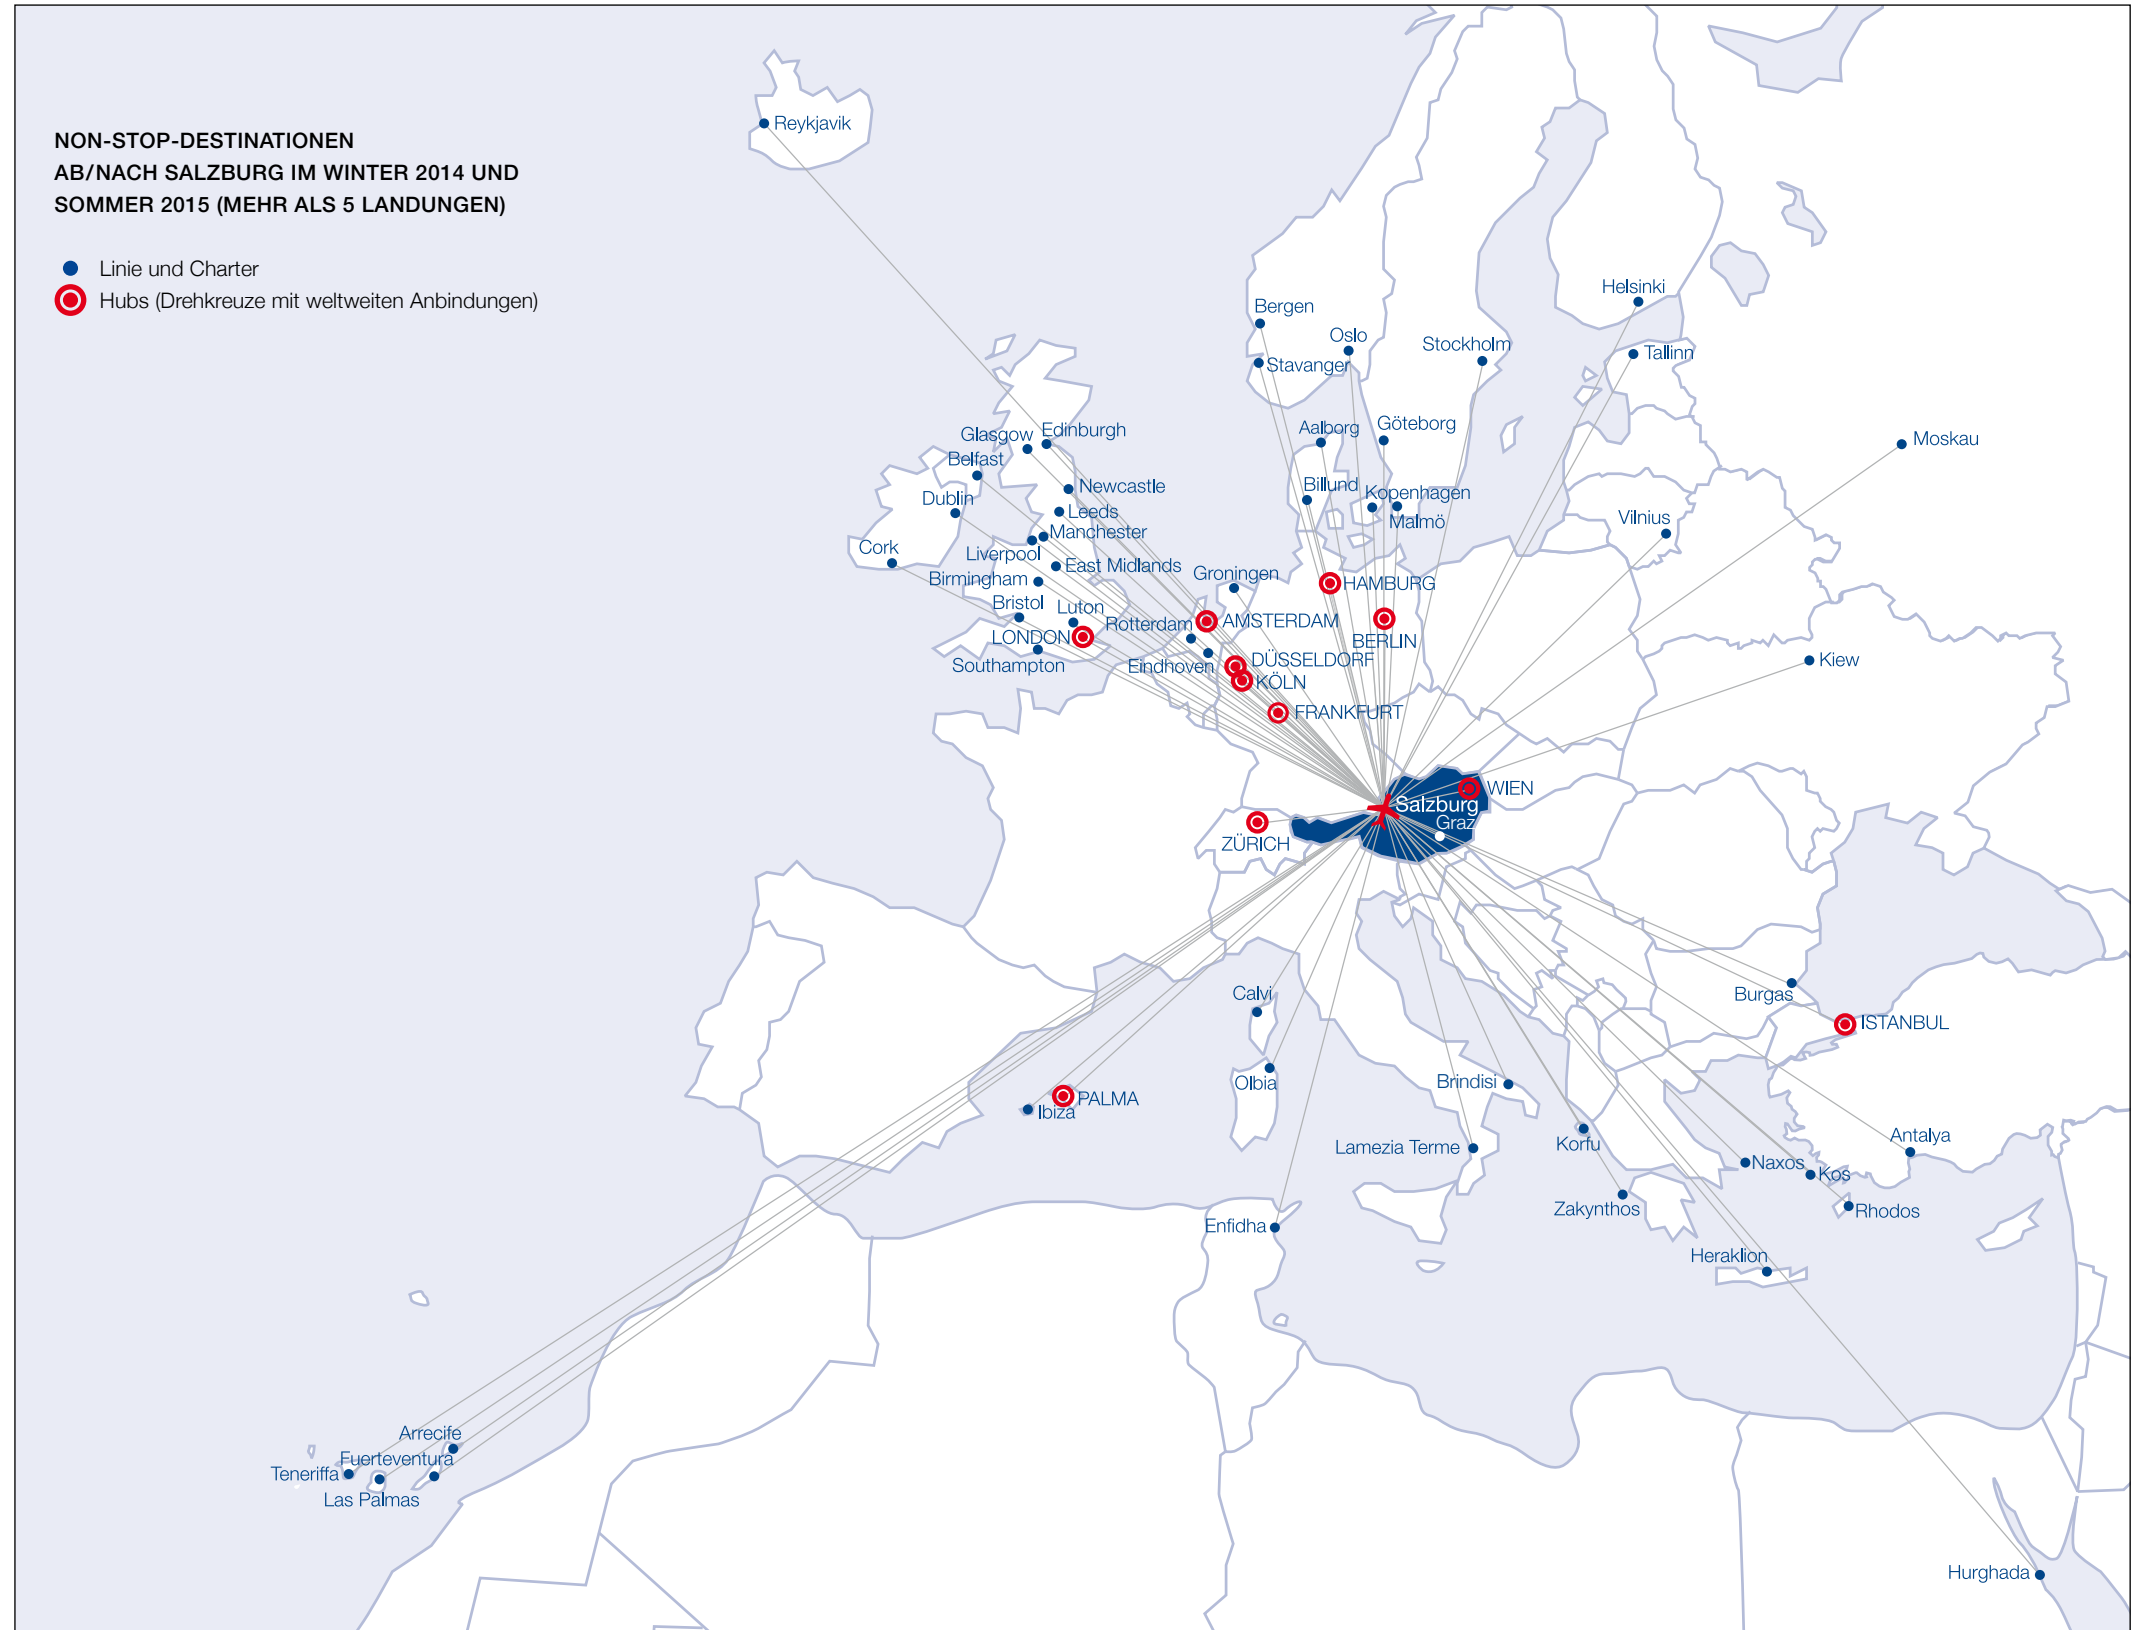 NON-STOP-DESTINATIONEN
AB/NACH SALZBURG IM WINTER 2014 UND
SOMMER 2015 (MEHR ALS 5 LANDUNGEN)
Linie und Charter
Hubs (Drehkreuze mit weltweiten Anbindungen)
Reykjavik
Helsinki
Bergen
Oslo
Stockholm
Tallinn
Stavanger
Göteborg
Aalborg
Edinburgh
Glasgow
Moskau
Belfast
Billund
Newcastle
Kopenhagen
Dublin
Leeds
Vilnius
Malmö
Manchester
Cork
Liverpool
East Midlands
Groningen
Birmingham
HAMBURG
Bristol
Luton
Rotterdam
AMSTERDAM
LONDON
BERLIN
Southampton
Eindhoven
DÜSSELDORF
Kiew
KÖLN
FRANKFURT
WIEN
Salzburg
Graz
ZÜRICH
Calvi
Burgas
ISTANBUL
Olbia
Brindisi
PALMA
Ibiza
Antalya
Lamezia Terme
Korfu
Naxos
Kos
Zakynthos
Rhodos
Enfidha
Heraklion
Arrecife
Fuerteventura
Teneriffa
Las Palmas
Hurghada